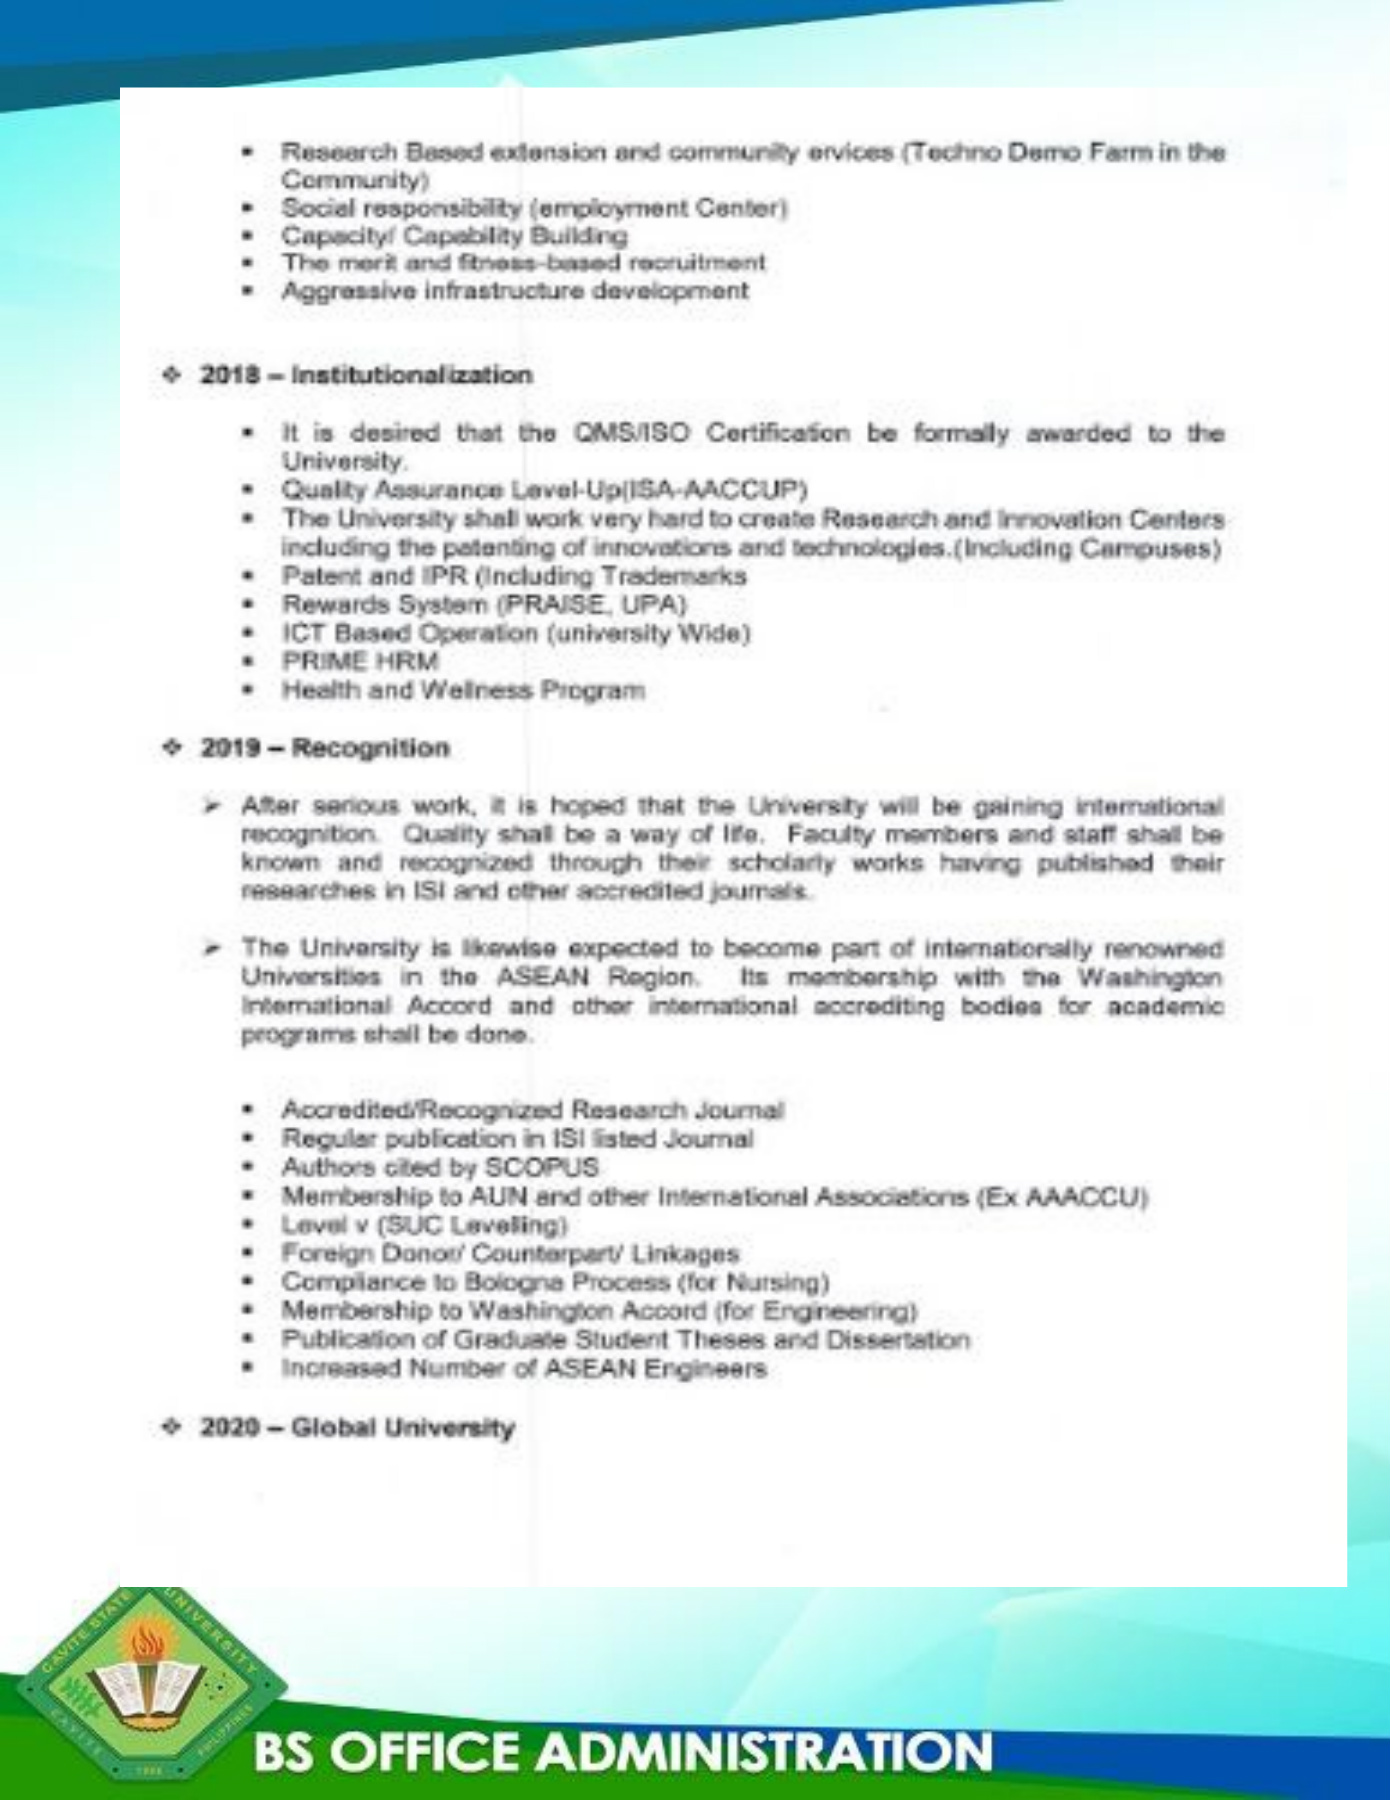 ▪ Research Based extension and community ervices (Techno Demo Farm in the
Community)
▪ Social responsibility (employment Center)
▪ Capacity/ Capability Building
▪ The merit and fitness-based recruitment
▪ Aggressive infrastructure development
❖ 2018 – Institutionalization
▪ It is desired that the QMS/ISO Certification be formally awarded to the
University.
▪ Quality Assurance Level-Up(ISA-AACCUP)
▪ The University shall work very hard to create Research and Innovation Centers
including the patenting of innovations and technologies.(Including Campuses)
▪ Patent and IPR (Including Trademarks
▪ Rewards System (PRAISE, UPA)
▪ ICT Based Operation (university Wide)
▪ PRIME HRM
▪ Health and Wellness Program
❖ 2019 – Recognition
➢ After serious work, it is hoped that the University will be gaining international
recognition. Quality shall be a way of life. Faculty members and staff shall be
known and recognized through their scholarly works having published their
researches in ISI and other accredited journals.
➢ The University is likewise expected to become part of internationally renowned
Universities in the ASEAN Region. Its membership with the Washington
International Accord and other international accrediting bodies for academic
programs shall be done.
▪ Accredited/Recognized Research Journal
▪ Regular publication in ISI listed Journal
▪ Authors cited by SCOPUS
▪ Membership to AUN and other International Associations (Ex AAACCU)
▪ Level v (SUC Levelling)
▪ Foreign Donor/ Counterpart/ Linkages
▪ Compliance to Bologna Process (for Nursing)
▪ Membership to Washington Accord (for Engineering)
▪ Publication of Graduate Student Theses and Dissertation
▪ Increased Number of ASEAN Engineers
❖ 2020 – Global University
CAVITE STATE UNIVERSITY
CAVITE PHILIPPINES
1906
BS OFFICE ADMINISTRATION